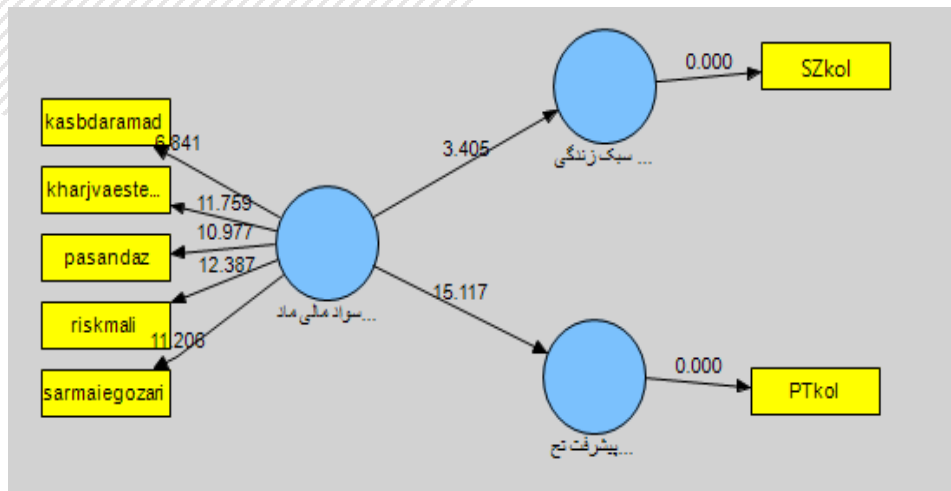 kasbdaramad
6.841
kharjvaeste...
11.759
pasandaz
10.977
riskmali
12.387
sarmaiegozari
11.206
سواد مالی ماد...
3.405
سبک زندگی ...
0.000
SZkol
15.117
پیشرفت تح...
0.000
PTkol